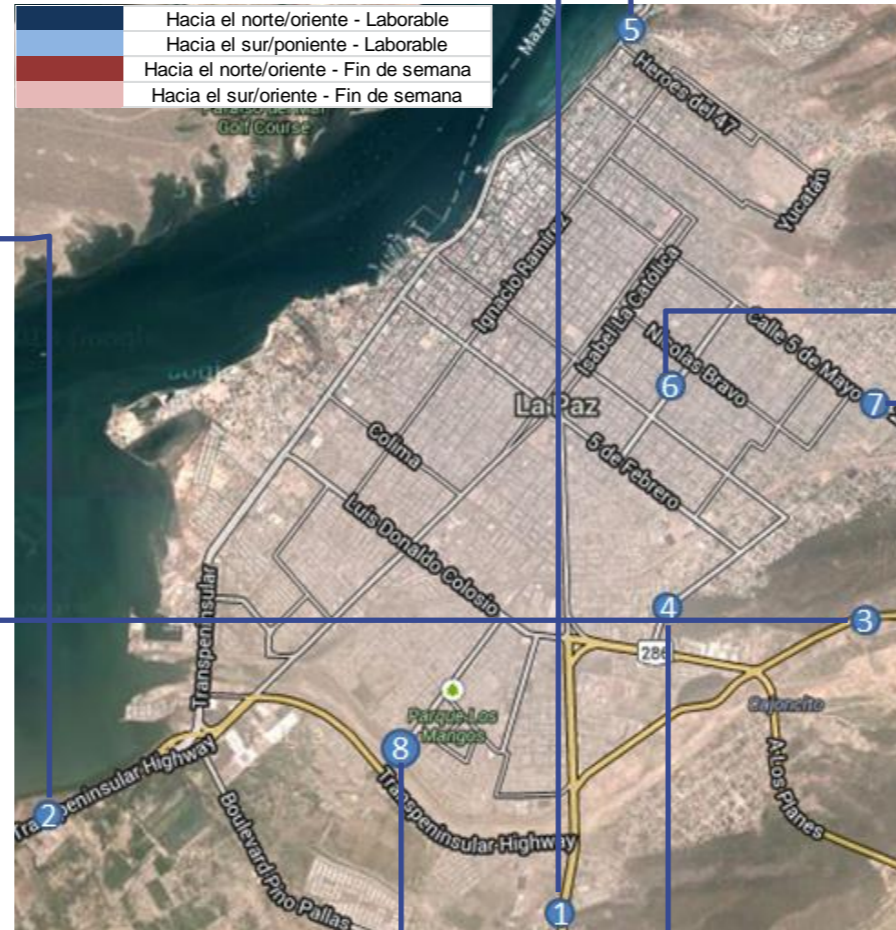 Hacia el norte/oriente - Laborable
Hacia el sur/poniente - Laborable
Hacia el norte/oriente - Fin de semana
Hacia el sur/oriente - Fin de semana
Golf Course
5
Heroes del 47
Yucatán
Ignacio Ramírez
Isabel La Católica
Calle 5 de Mayo
Nicolas Bravo
6
7
La Paz
Colima
5 de Febrero
Luis Donaldo Colosio
Transpeninsular
4
3
286
Cajoncito
Parque Los
Mangos
8
A Los Planes
Transpeninsular Highway
2
Transpeninsular Highway
Boulevard Pino Pallas
1